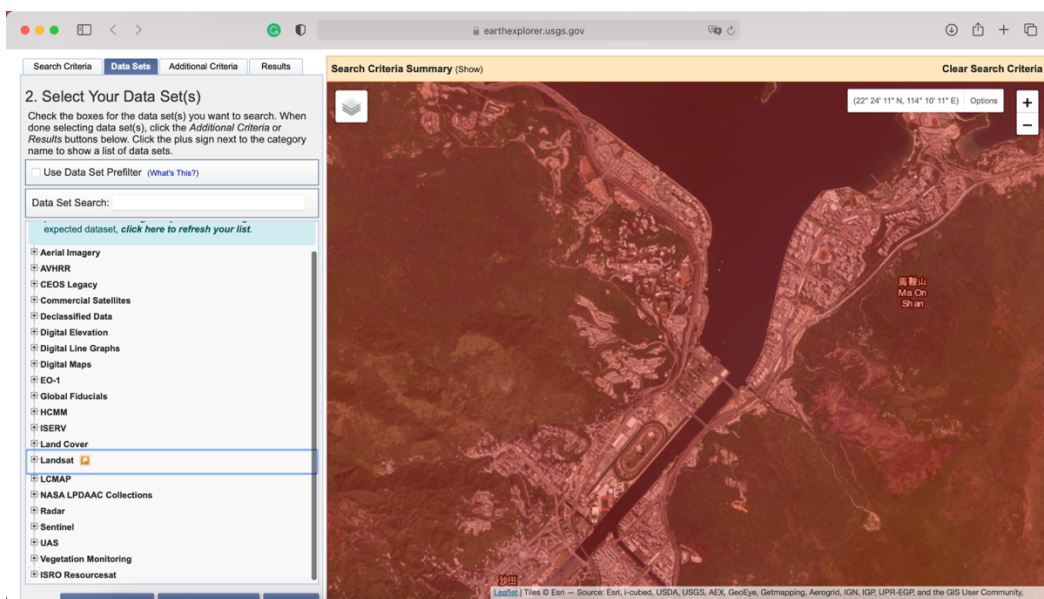 earthexplorer.usgs.gov
Search Criteria
Data Sets
Additional Criteria
Results
2. Select Your Data Set(s)
Check the boxes for the data set(s) you want to search. When
done selecting data set(s), click the Additional Criteria or
Results buttons below. Click the plus sign next to the category
name to show a list of data sets.
Use Data Set Prefilter (What's This?)
Data Set Search:
expected dataset, click here to refresh your list.
Aerial Imagery
AVHRR
CEOS Legacy
Commercial Satellites
Declassified Data
Digital Elevation
Digital Line Graphs
Digital Maps
EO-1
Global Fiducials
HCMM
ISERV
Land Cover
Landsat
LCMAP
NASA LPDAAC Collections
Radar
Sentinel
UAS
Vegetation Monitoring
ISRO Resourcesat
Search Criteria Summary (Show)
Clear Search Criteria
(22° 24' 11" N, 114° 10' 11" E)
Options
+
−
馬鞍山
Ma On
Shan
沙田
Leaflet | Tiles © Esri — Source: Esri, i-cubed, USDA, USGS, AEX, GeoEye, Getmapping, Aerogrid, IGN, IGP, UPR-EGP, and the GIS User Community,